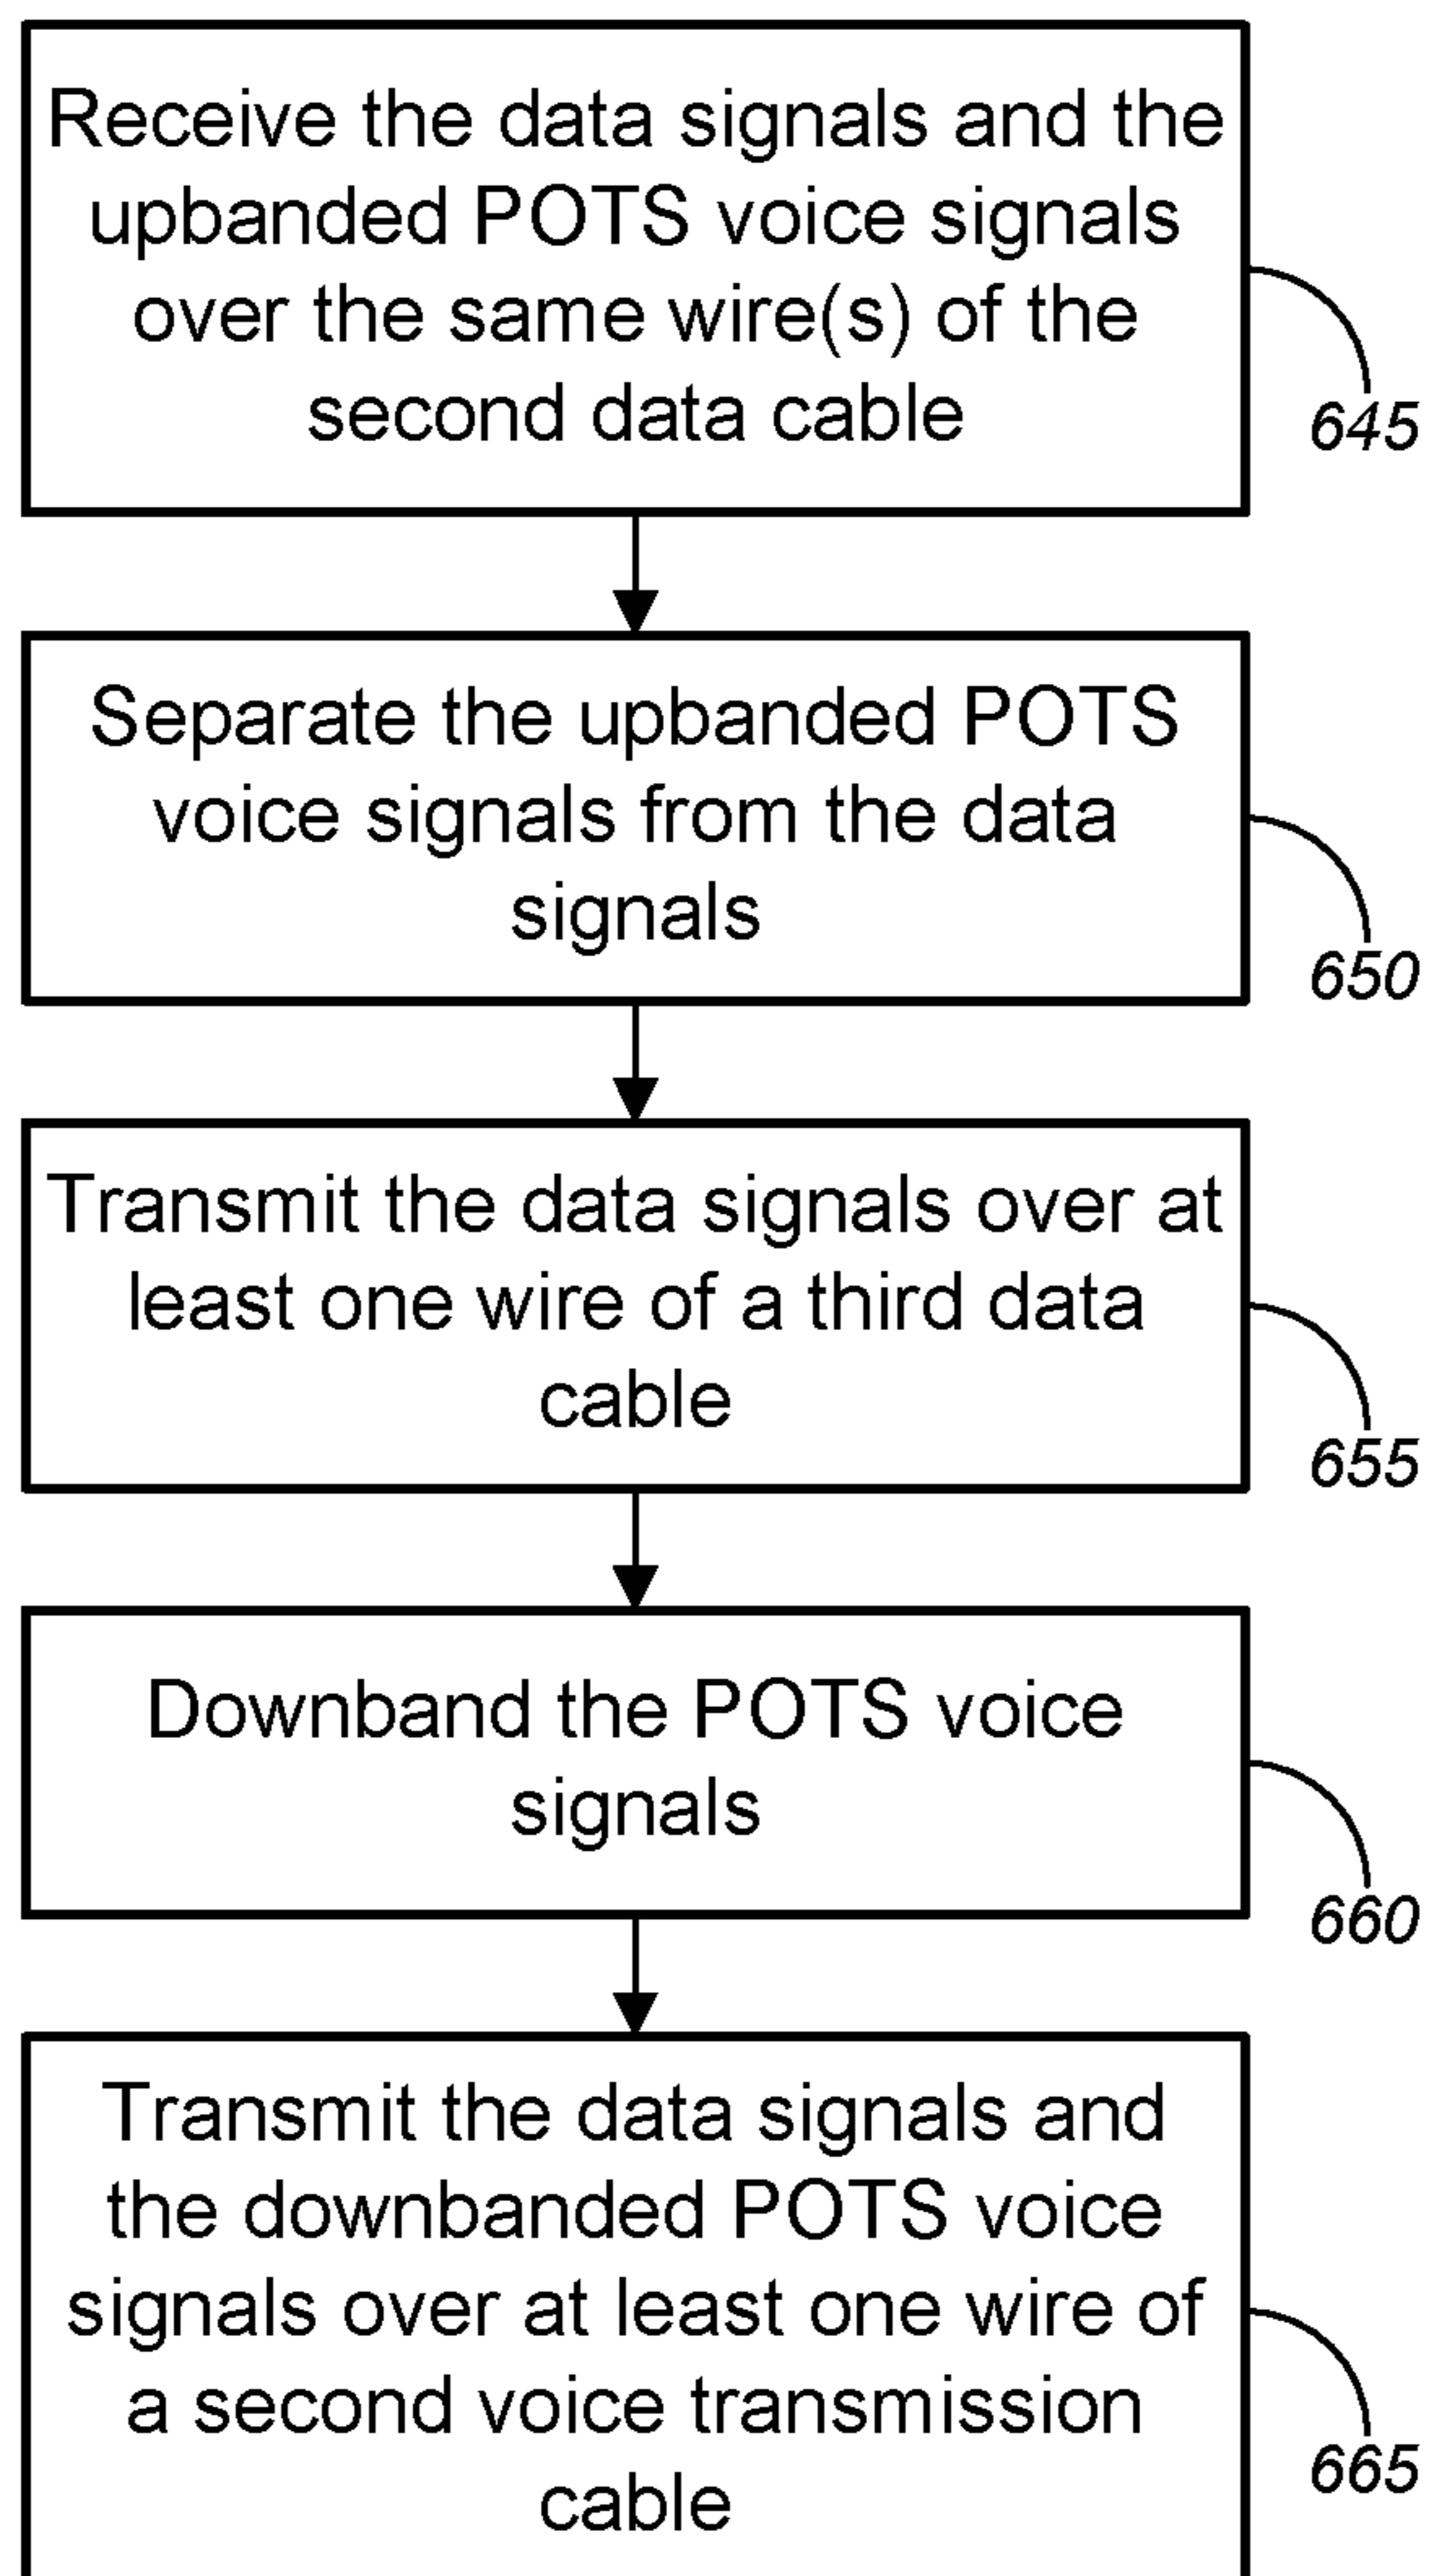 Receive the data signals and the
upbanded POTS voice signals
over the same wire(s) of the
second data cable
645
Separate the upbanded POTS
voice signals from the data
signals
650
Transmit the data signals over at
least one wire of a third data
cable
655
Downband the POTS voice
signals
660
Transmit the data signals and
the downbanded POTS voice
signals over at least one wire of
a second voice transmission
cable
665